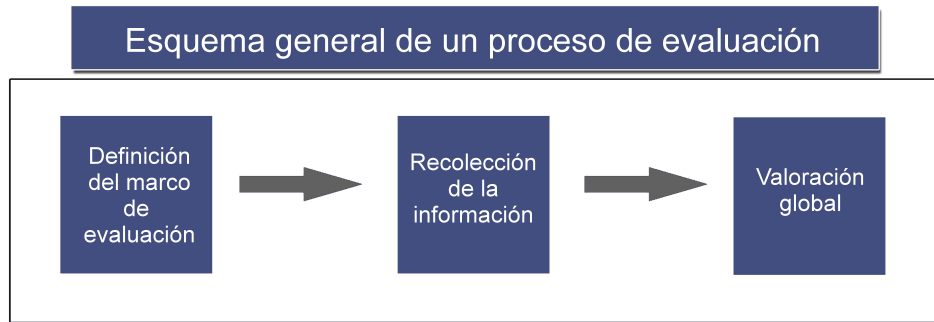 Esquema general de un proceso de evaluación
Definición
del marco
de
evaluación
Recolección
de la
información
Valoración
global